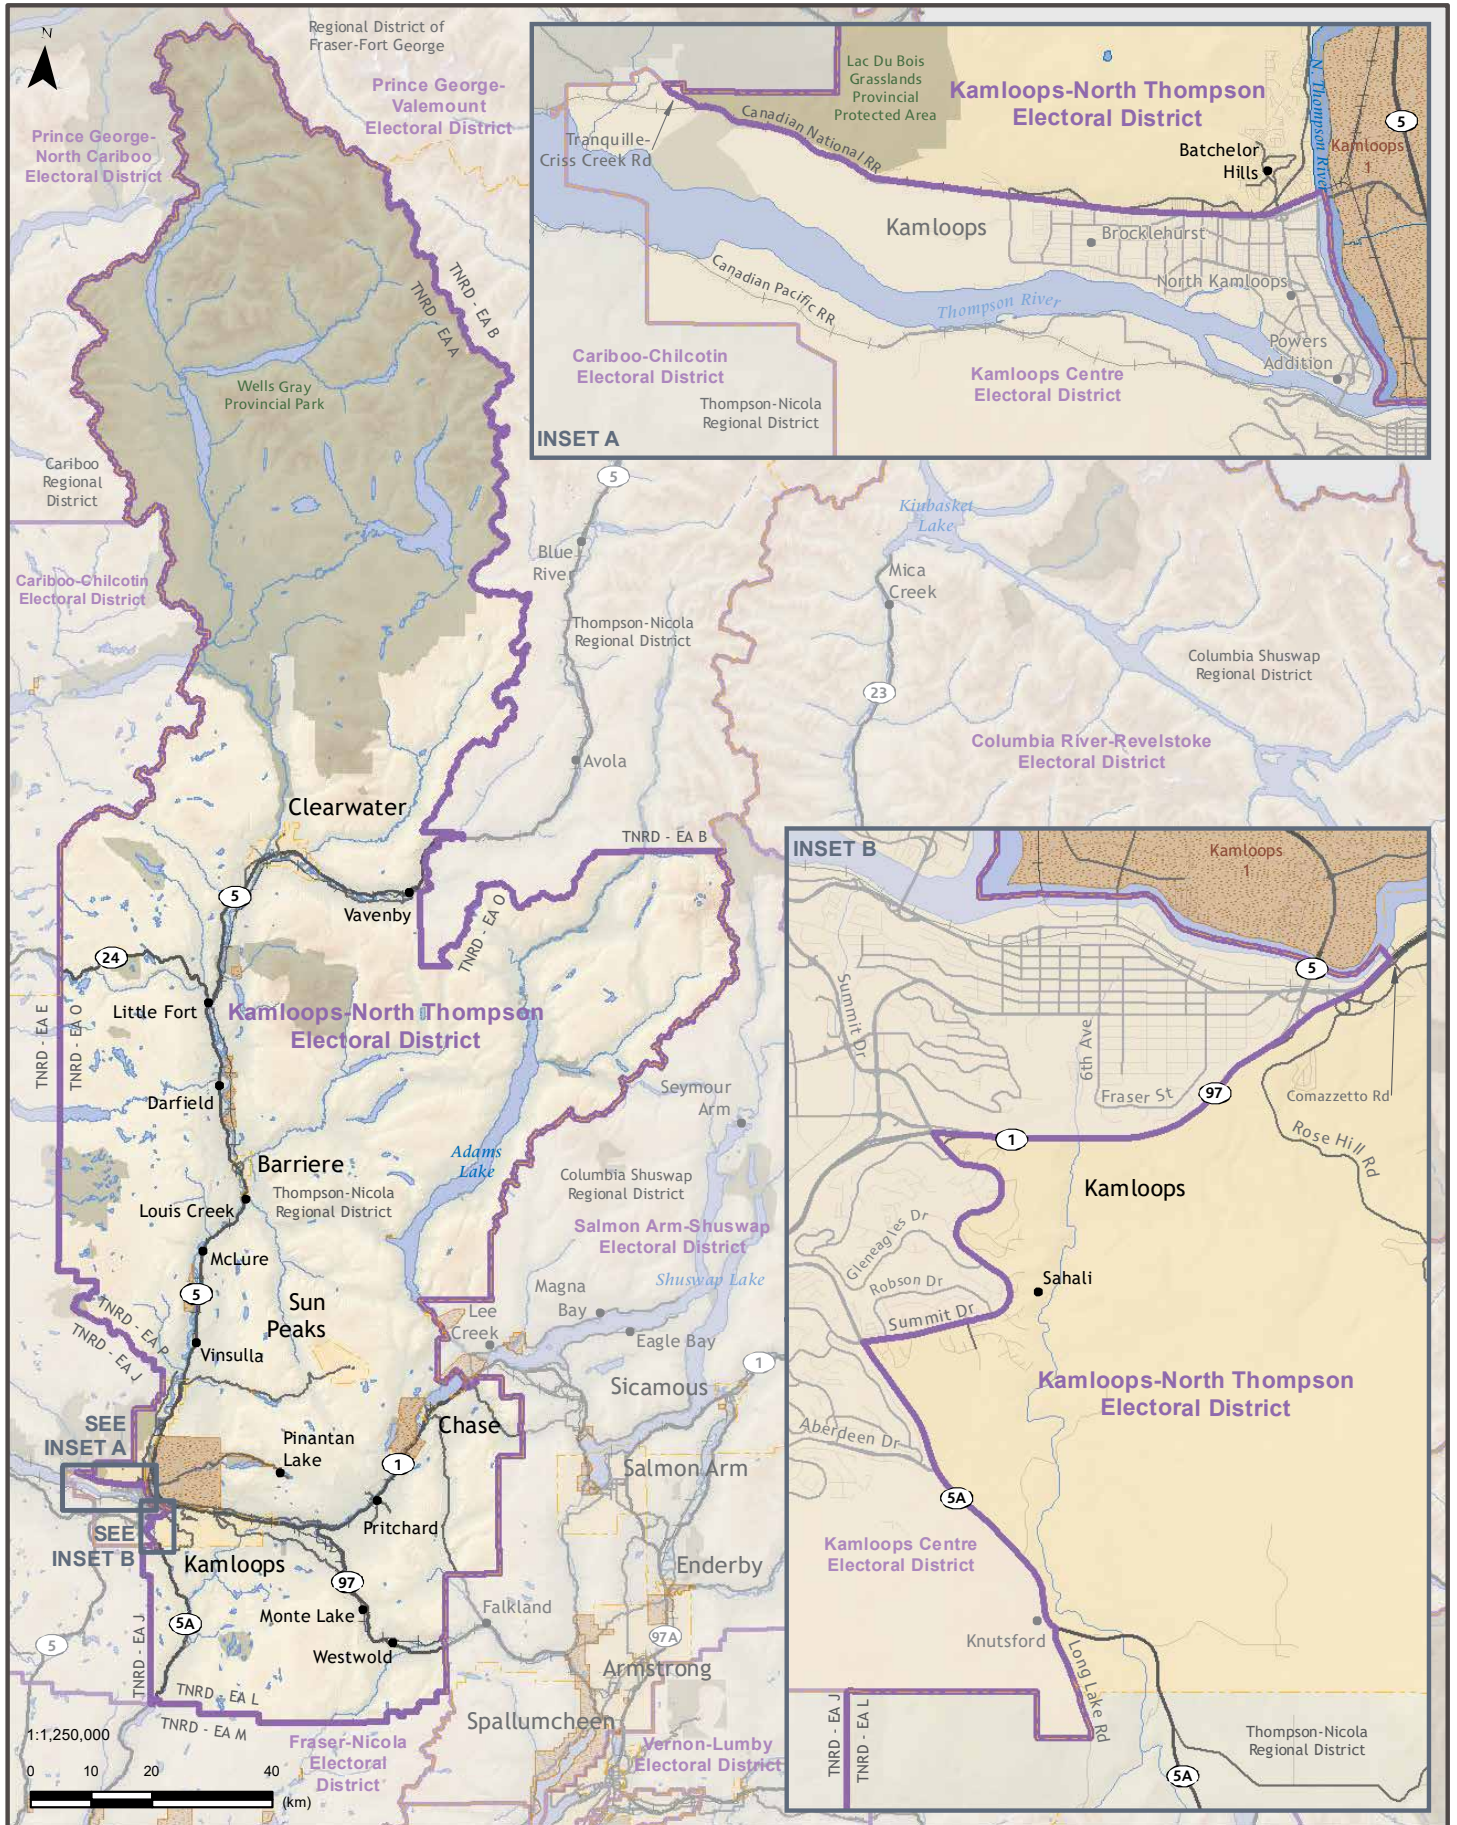 N
Regional District of
Fraser-Fort George
Prince George-
Valemount
Electoral District
Prince George-
North Cariboo
Electoral District
TNRD - EA B
TNRD - EA A
Wells Gray
Provincial Park
Cariboo
Regional
District
Cariboo-Chilcotin
Electoral District
Lac Du Bois
Grasslands
Provincial
Protected Area
Kamloops-North Thompson
Electoral District
N. Thompson River
5
Kamloops
1
Tranquille-
Criss Creek Rd
Canadian National RR
Batchelor
Hills
Kamloops
Brocklehurst
Canadian Pacific RR
North Kamloops
Thompson River
Powers
Addition
Cariboo-Chilcotin
Electoral District
Kamloops Centre
Electoral District
Thompson-Nicola
Regional District
INSET A
5
Kinbasket
Lake
Blue
River
Mica
Creek
Thompson-Nicola
Regional District
Columbia Shuswap
Regional District
23
Columbia River-Revelstoke
Electoral District
Avola
Clearwater
TNRD - EA B
5
Vavenby
TNRD - EA O
24
Little Fort
Kamloops-North Thompson
Electoral District
TNRD - EA E
TNRD - EA O
Darfield
Seymour
Arm
Barriere
Adams
Lake
Thompson-Nicola
Regional District
Columbia Shuswap
Regional District
Louis Creek
Salmon Arm-Shuswap
Electoral District
McLure
Shuswap Lake
5
Sun
Peaks
Magna
Bay
Lee
Creek
TNRD - EA P
TNRD - EA J
Eagle Bay
Vinsulla
1
Sicamous
SEE
INSET A
Chase
Pinantan
Lake
1
Salmon Arm
Pritchard
SEE
INSET B
Kamloops
Enderby
97
Monte Lake
Falkland
5A
5
97A
Westwold
TNRD - EA J
Armstrong
TNRD - EA L
TNRD - EA M
Spallumcheen
Fraser-Nicola
Electoral
District
Vernon-Lumby
Electoral District
1:1,250,000
0 10 20 40
(km)
INSET B
Kamloops
1
5
Summit Dr
6th Ave
97
Fraser St
Comazzetto Rd
Rose Hill Rd
1
Kamloops
Gleneagles Dr
Robson Dr
Sahali
Summit Dr
Kamloops-North Thompson
Electoral District
Aberdeen Dr
5A
Kamloops Centre
Electoral District
Knutsford
Long Lake Rd
TNRD - EA J
TNRD - EA L
Thompson-Nicola
Regional District
5A